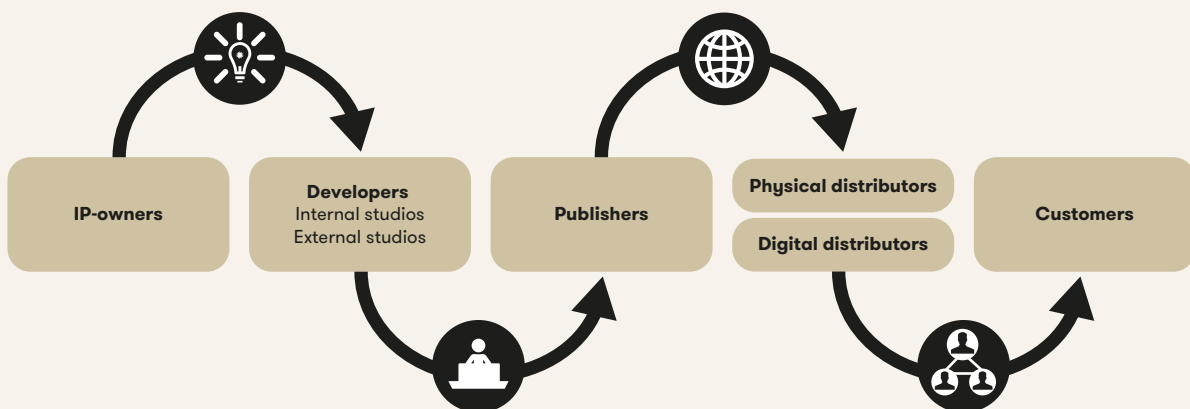 IP-owners
Developers
Internal studios
External studios
Publishers
Physical distributors
Digital distributors
Customers